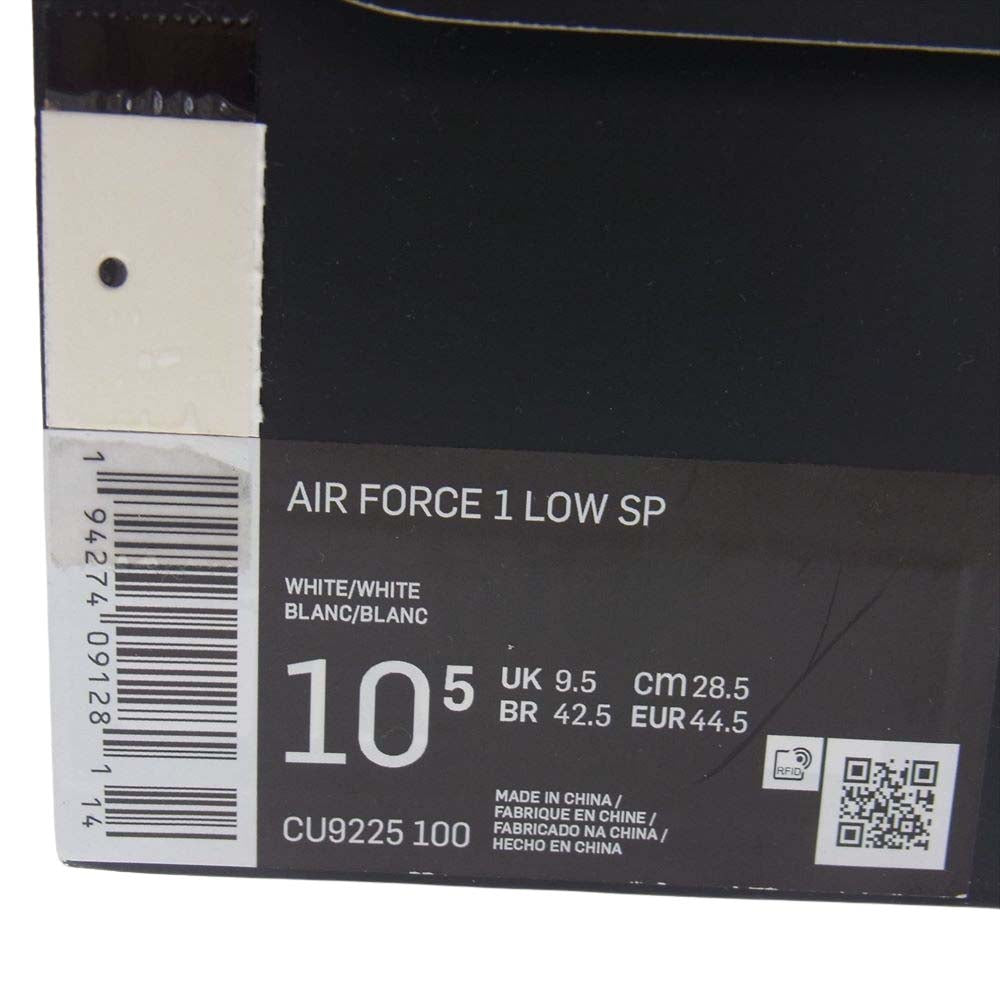 AIR FORCE 1 LOW SP
WHITE/WHITE
BLANC/BLANC
10 5
UK 9.5 cm 28.5
BR 42.5 EUR 44.5
RFID
CU9225 100
MADE IN CHINA /
FABRIQUE EN CHINE /
FABRICADO NA CHINA /
HECHO EN CHINA
1 94274 09128 1 14